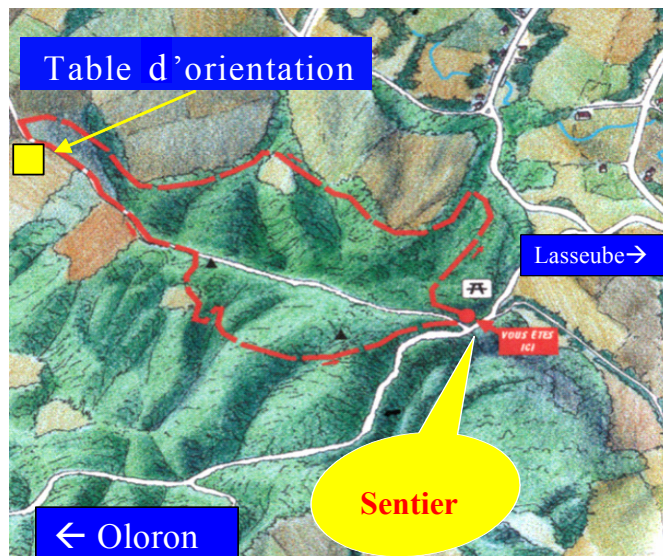 Table d'orientation
Lasseube→
VOUS ÊTES
ICI
Sentier
← Oloron